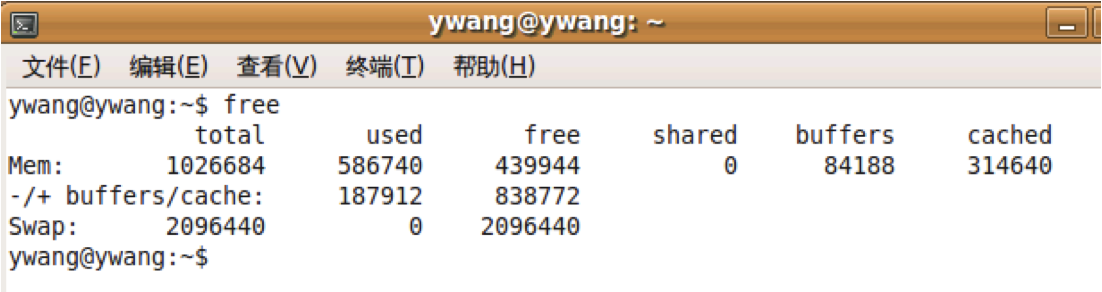 ywang@ywang: ~
文件(F) 编辑(E) 查看(V) 终端(T) 帮助(H)
ywang@ywang:~$ free
             total       used       free     shared    buffers     cached
Mem:       1026684     586740     439944          0      84188     314640
-/+ buffers/cache:     187912     838772
Swap:      2096440          0    2096440
ywang@ywang:~$